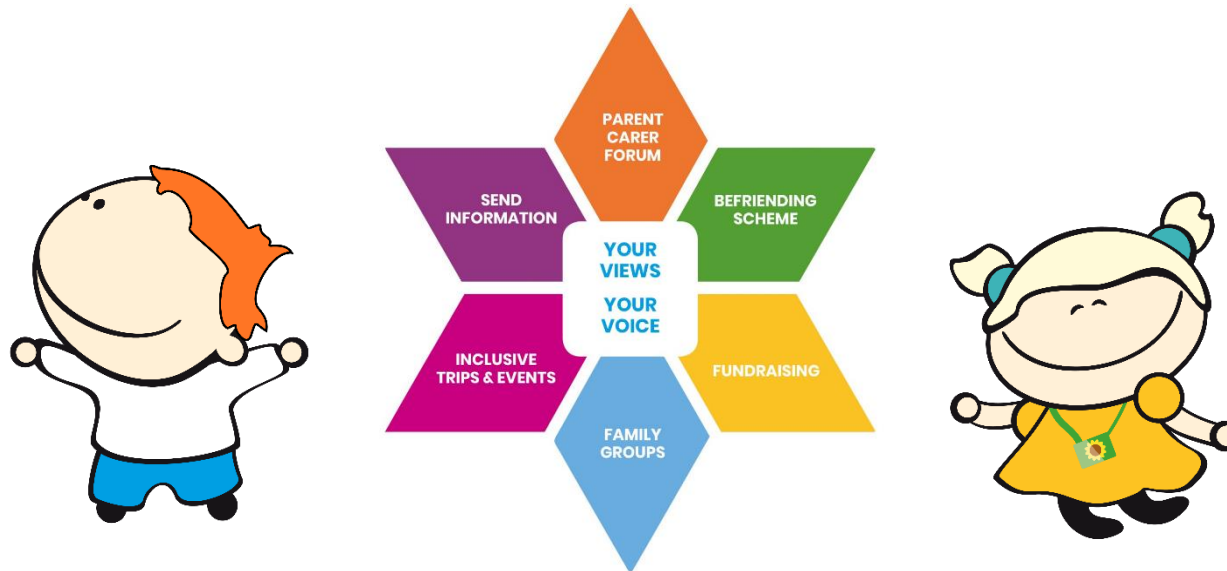 PARENT
CARER
FORUM
SEND
INFORMATION
BEFRIENDING
SCHEME
YOUR
VIEWS
YOUR
VOICE
INCLUSIVE
TRIPS & EVENTS
FUNDRAISING
FAMILY
GROUPS